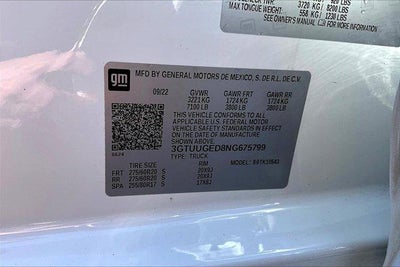 3720 KG 8200 LBS
MAX TONGUE WEIGHT: 558 KG / 1230 LBS
SEE OWNER'S MANUAL FOR
gm
MFD BY GENERAL MOTORS DE MEXICO, S. DE R.L. DE C.V.
09/22 GVWR GAWR FRT GAWR RR
3221 KG 1724 KG 1724 KG
7100 LB 3800 LB 3800 LB
THIS VEHICLE CONFORMS TO ALL
APPLICABLE U.S. FEDERAL MOTOR
VEHICLE SAFETY STANDARDS IN EFFECT
ON THE DATE OF MANUFACTURE
SHOWN ABOVE.
3GTUUGED8NG675799
TYPE: TRUCK MODEL:
TIRE SIZE RIM
FRT 275/60R20 S 20X9J
RR 275/60R20 S 20X9J
SPA 255/80R17 S 17X8J